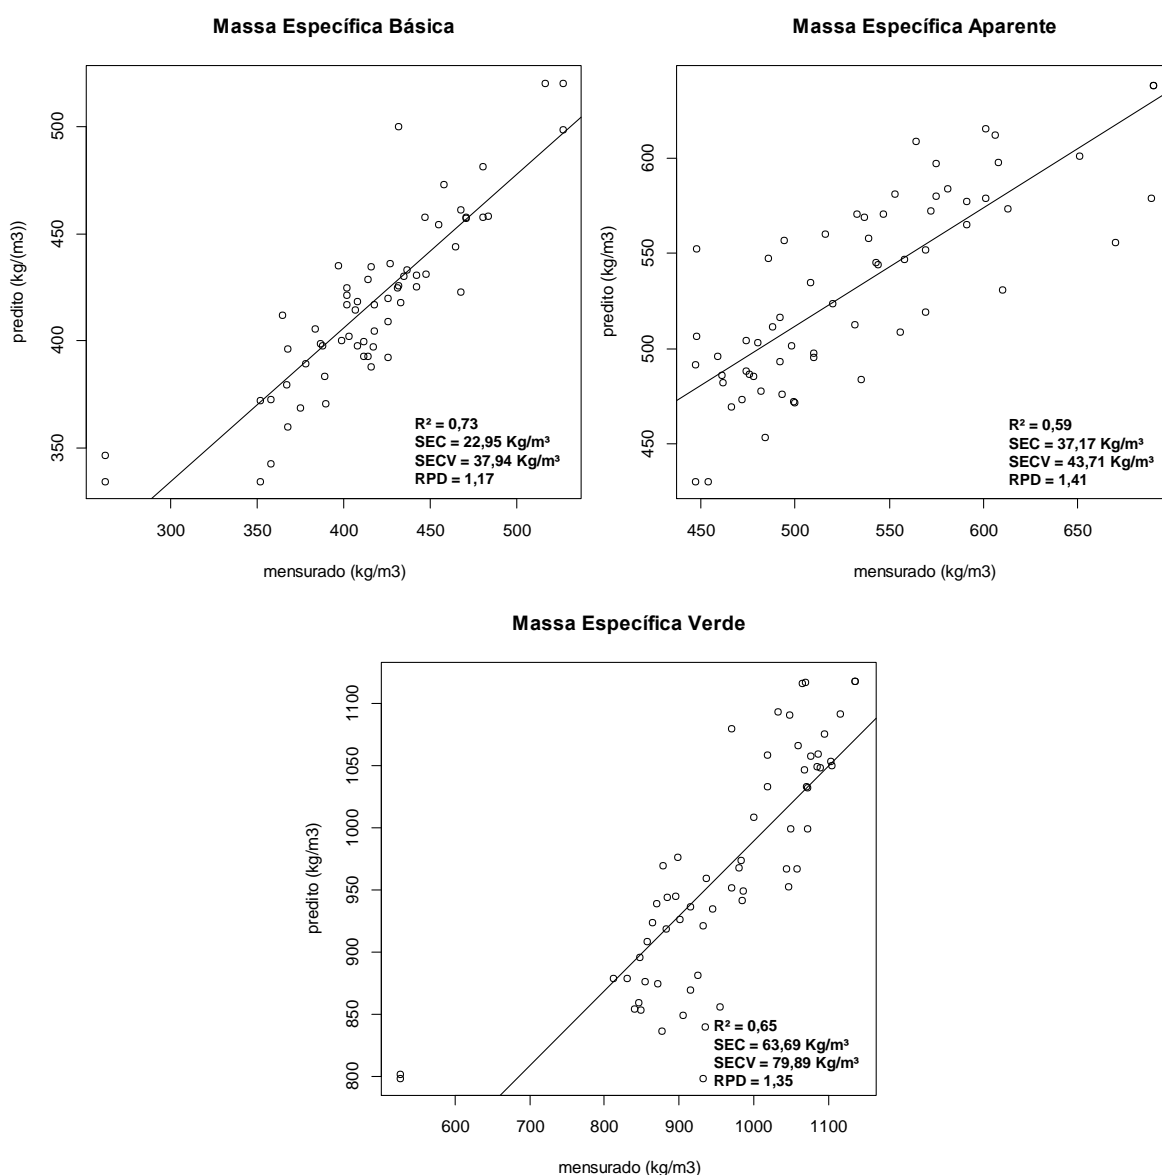 Massa Específica Básica
predito (kg/(m3))
500
450
400
350
R² = 0,73
SEC = 22,95 Kg/m³
SECV = 37,94 Kg/m³
RPD = 1,17
300
350
400
450
500
mensurado (kg/m3)
Massa Específica Aparente
predito (kg/m3)
600
550
500
450
R² = 0,59
SEC = 37,17 Kg/m³
SECV = 43,71 Kg/m³
RPD = 1,41
450
500
550
600
650
mensurado (kg/m3)
Massa Específica Verde
predito (kg/m3)
1100
1050
1000
950
900
850
800
R² = 0,65
SEC = 63,69 Kg/m³
SECV = 79,89 Kg/m³
RPD = 1,35
600
700
800
900
1000
1100
mensurado (kg/m3)